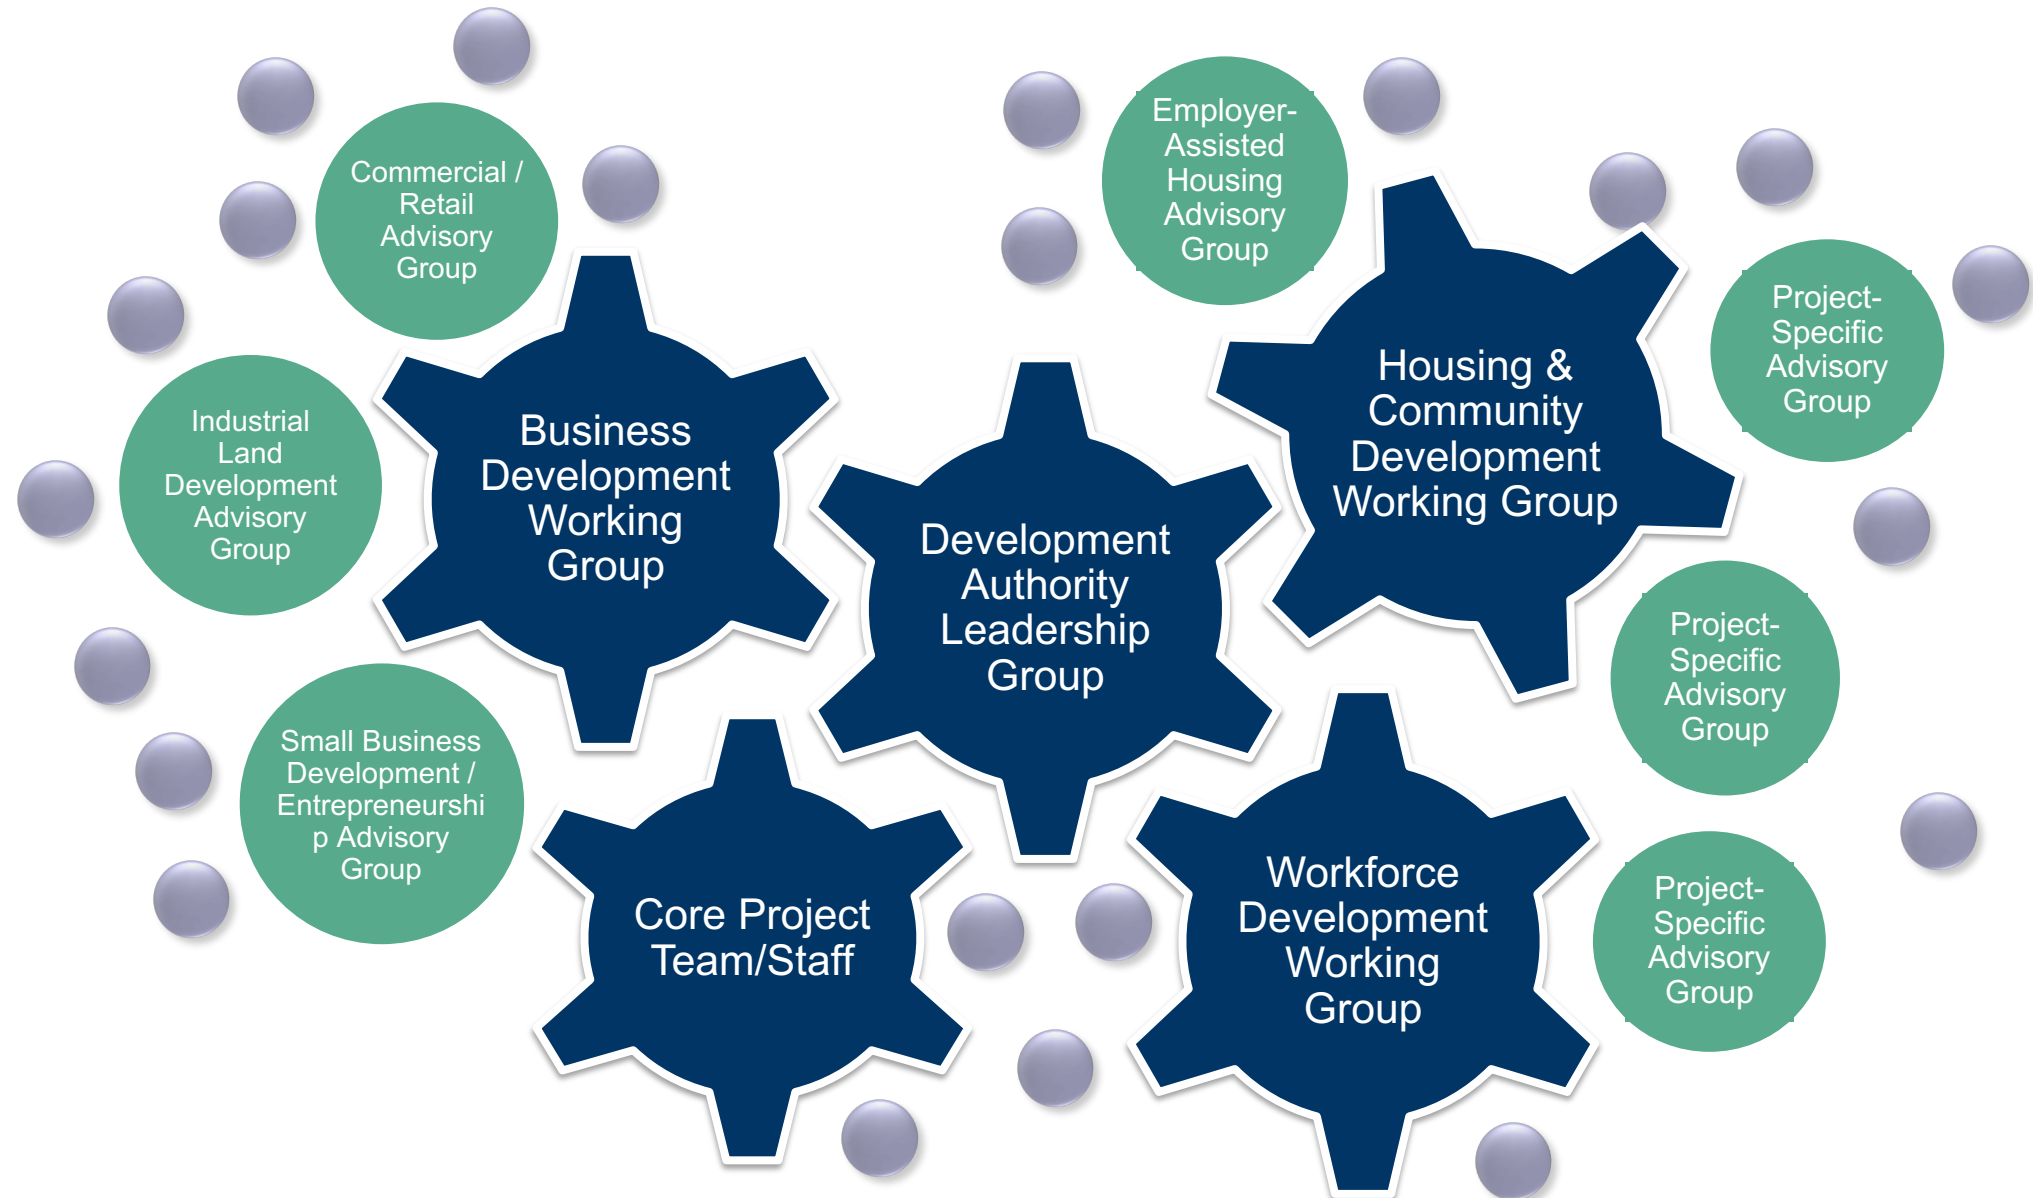 Commercial /
Retail
Advisory
Group
Industrial
Land
Development
Advisory
Group
Small Business
Development /
Entrepreneurshi
p Advisory
Group
Business
Development
Working
Group
Core Project
Team/Staff
Development
Authority
Leadership
Group
Employer-
Assisted
Housing
Advisory
Group
Housing &
Community
Development
Working Group
Workforce
Development
Working
Group
Project-
Specific
Advisory
Group
Project-
Specific
Advisory
Group
Project-
Specific
Advisory
Group